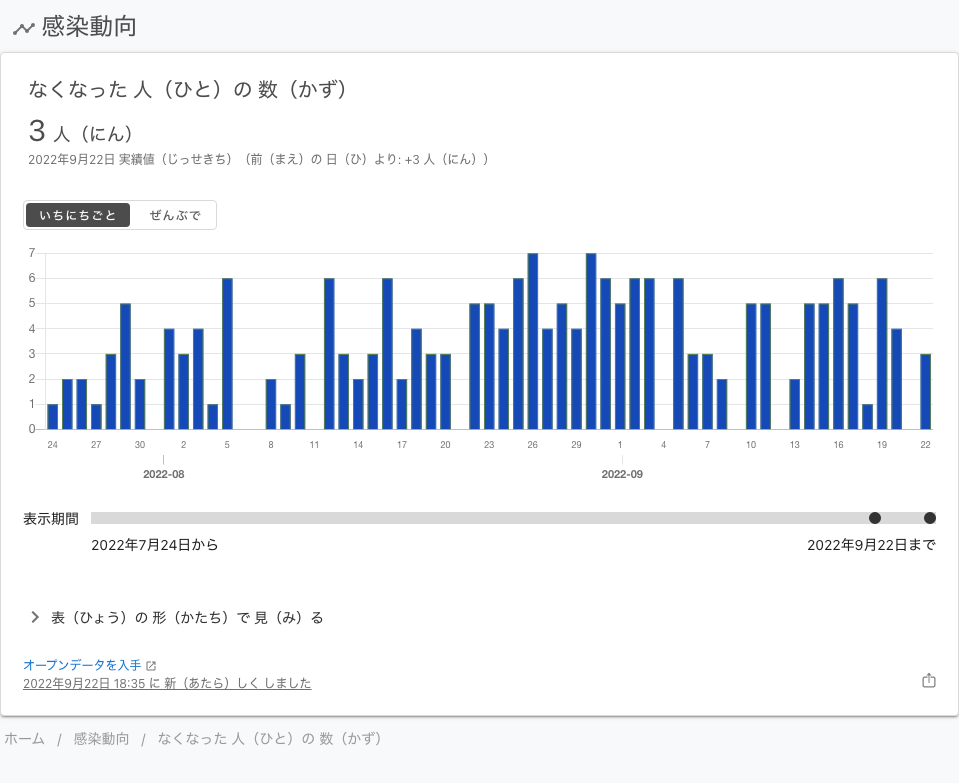 感染動向
なくなった 人（ひと）の 数（かず）
3 人（にん）
2022年9月22日 実績値（じっせきち）（前（まえ）の 日（ひ）より: +3 人（にん））
いちにちごと ぜんぶで
7
6
5
4
3
2
1
0
24 27 30 2 5 8 11 14 17 20 23 26 29 1 4 7 10 13 16 19 22
2022-08 2022-09
表示期間
2022年7月24日から 2022年9月22日まで
表（ひょう）の 形（かたち）で 見（み）る
オープンデータを入手
2022年9月22日 18:35 に 新（あたら）しく しました
ホーム / 感染動向 / なくなった 人（ひと）の 数（かず）